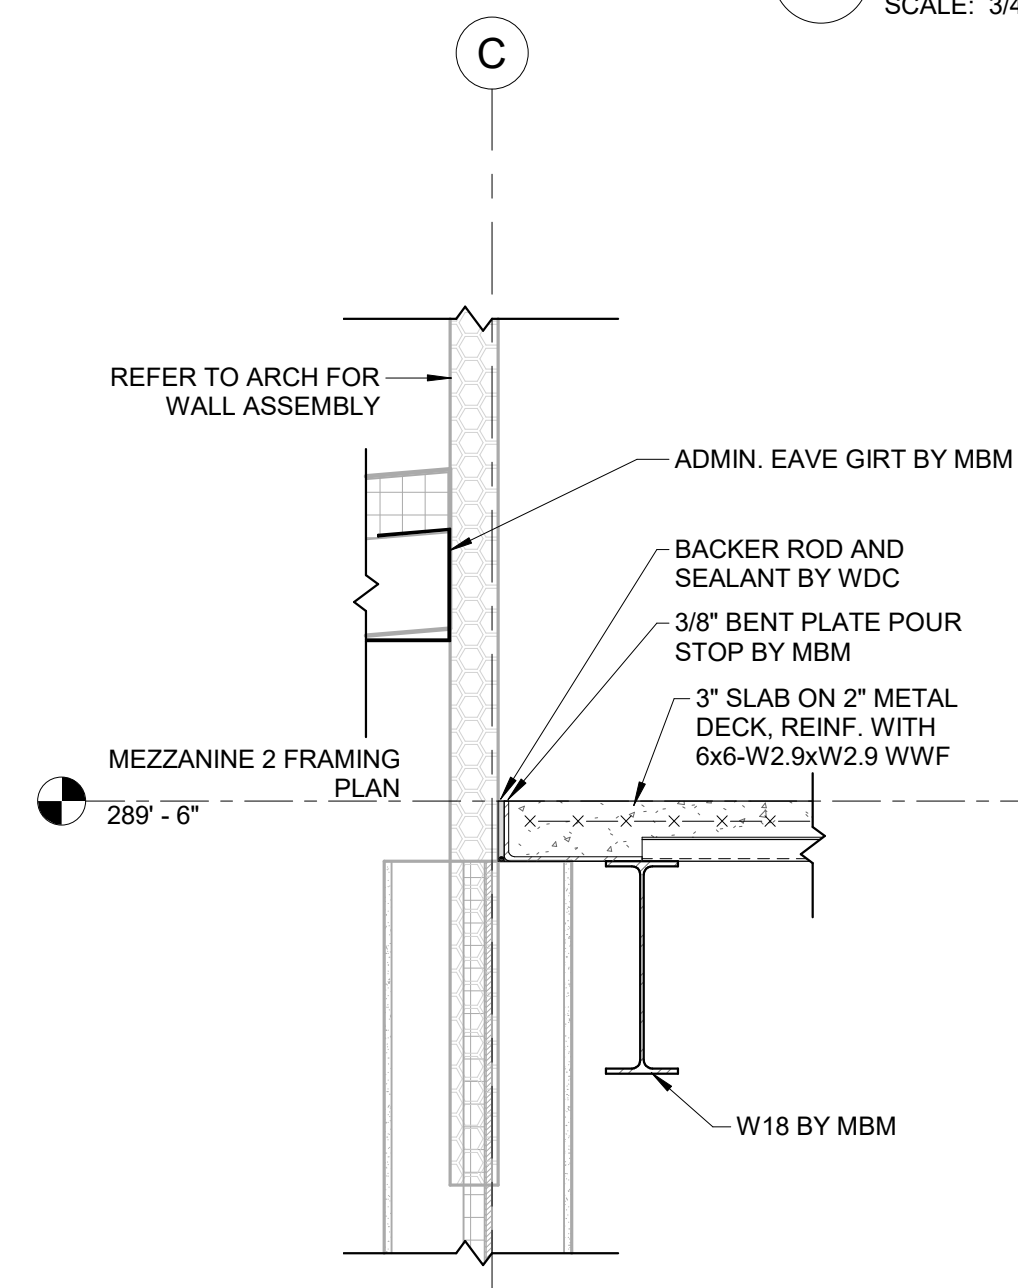 SCALE: 3/4
C
REFER TO ARCH FOR
WALL ASSEMBLY
ADMIN. EAVE GIRT BY MBM
BACKER ROD AND
SEALANT BY WDC
3/8" BENT PLATE POUR
STOP BY MBM
3" SLAB ON 2" METAL
DECK, REINF. WITH
6x6-W2.9xW2.9 WWF
MEZZANINE 2 FRAMING
PLAN
289' - 6"
W18 BY MBM